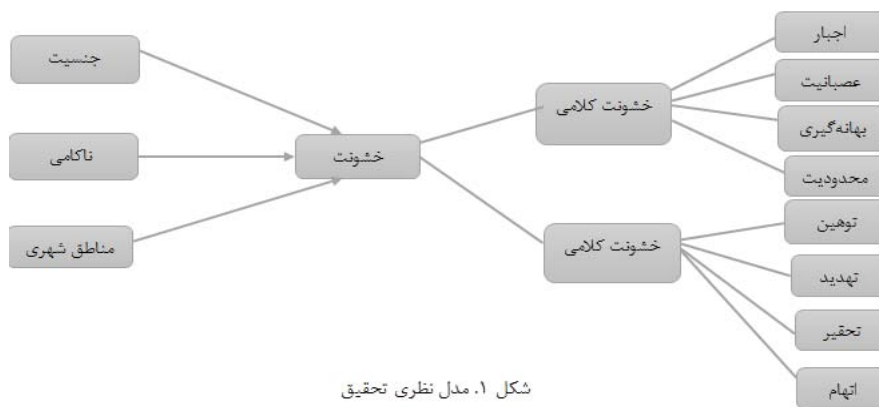 جنسیت
ناکامی
مناطق شهری
خشونت
خشونت کلامی
خشونت کلامی
اجبار
عصبانیت
بهانه‌گیری
محدودیت
توهین
تهدید
تحقیر
اتهام
شکل ۱. مدل نظری تحقیق